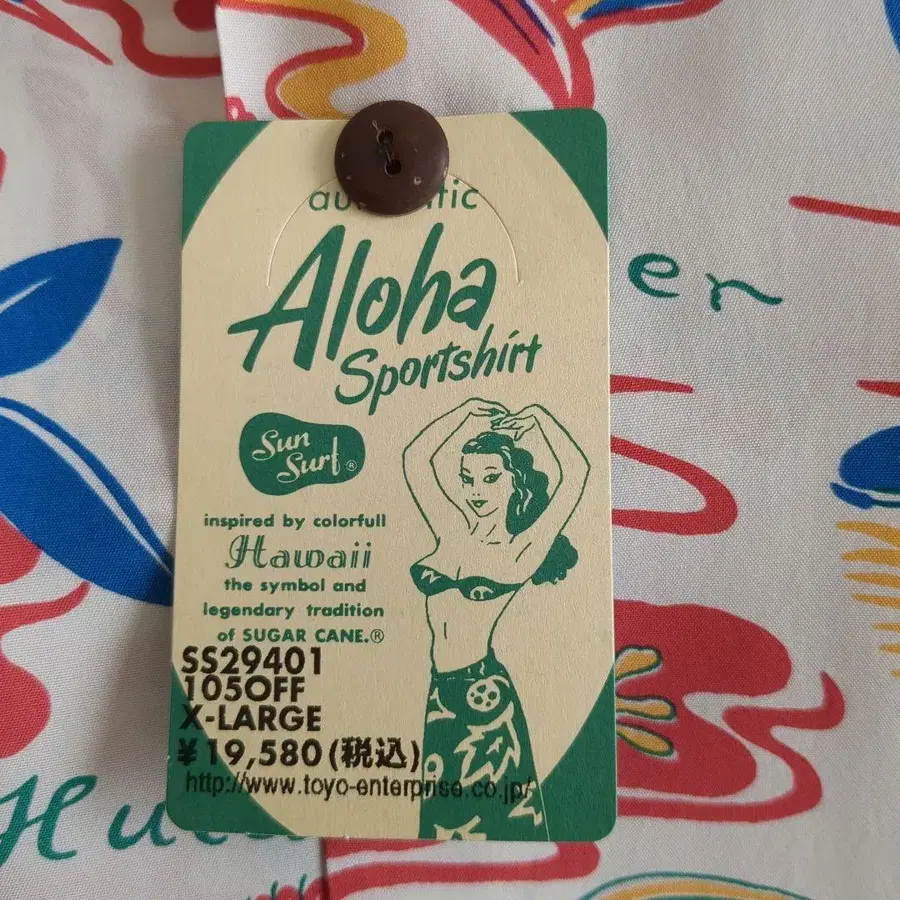 Aloha
Sportshirt
Sun
Surf®
inspired by colorfull
Hawaii
the symbol and
legendary tradition
of SUGAR CANE.®
SS29401
105OFF
X-LARGE
¥19,580(税込)
http://www.toyo-enterprise.co.jp/